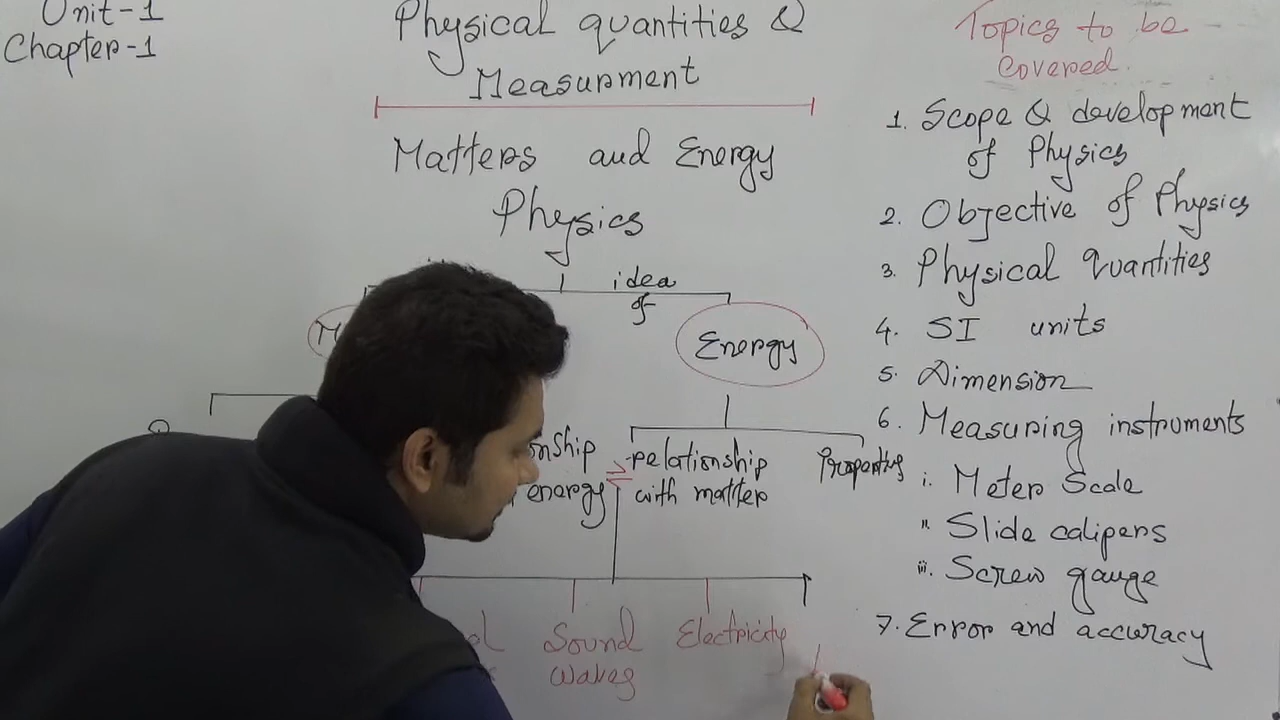 Unit-1
Chapter-1
Physical quantities &
Measurment
Matters and Energy
Physics
idea
of
Energy
relationship
with matter
Properties
energy
Sound
Waves
Electricity
Topics to be
Covered.
1. Scope & development
of Physics
2. Objective of Physics
3. Physical Quantities
4. SI units
5. Dimension
6. Measuring instruments
i. Meter Scale
ii. Slide calipers
iii. Screw gauge
7. Error and accuracy